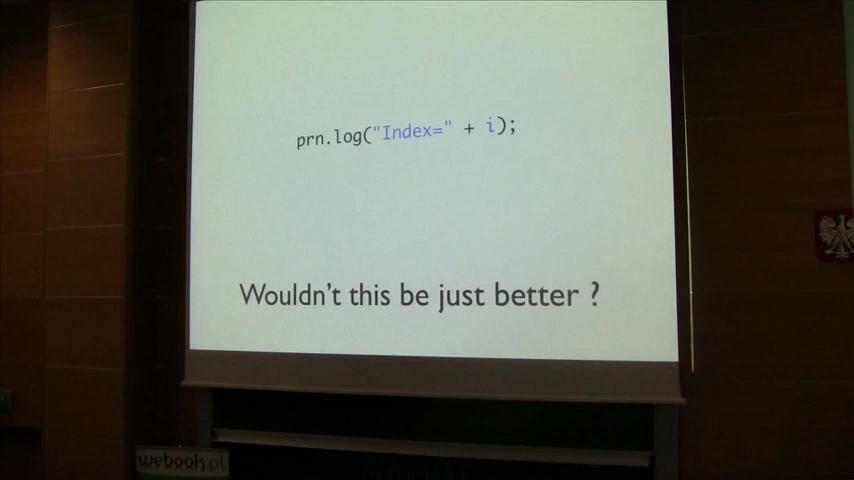 prn.log("Index=" + i);
Wouldn't this be just better ?
webook.pl